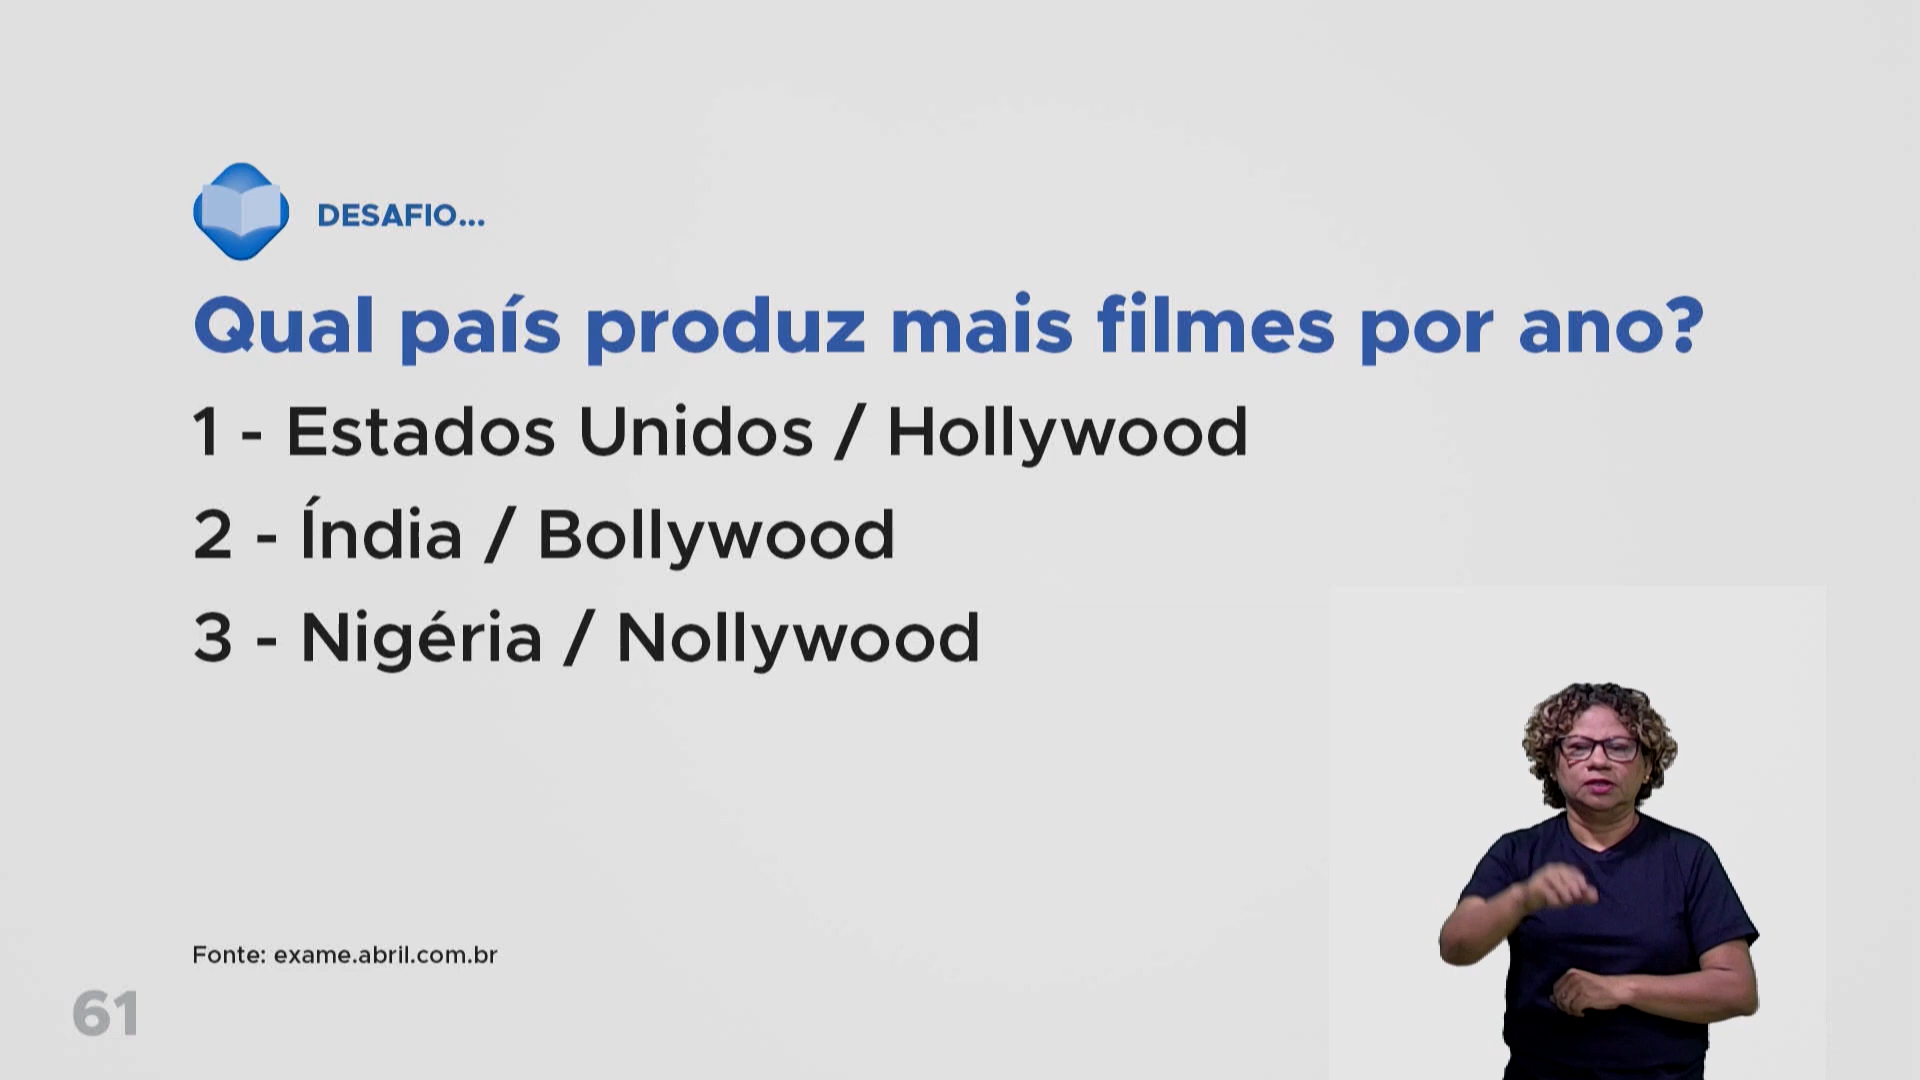 DESAFIO...
Qual país produz mais filmes por ano?
1 - Estados Unidos / Hollywood
2 - Índia / Bollywood
3 - Nigéria / Nollywood
Fonte: exame.abril.com.br
61